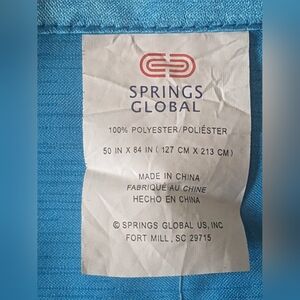 SPRINGS
GLOBAL
100% POLYESTER/POLIÉSTER
50 IN X 84 IN (127 CM X 213 CM)
MADE IN CHINA
FABRIQUÉ AU CHINE
HECHO EN CHINA
© SPRINGS GLOBAL US, INC
FORT MILL, SC 29715